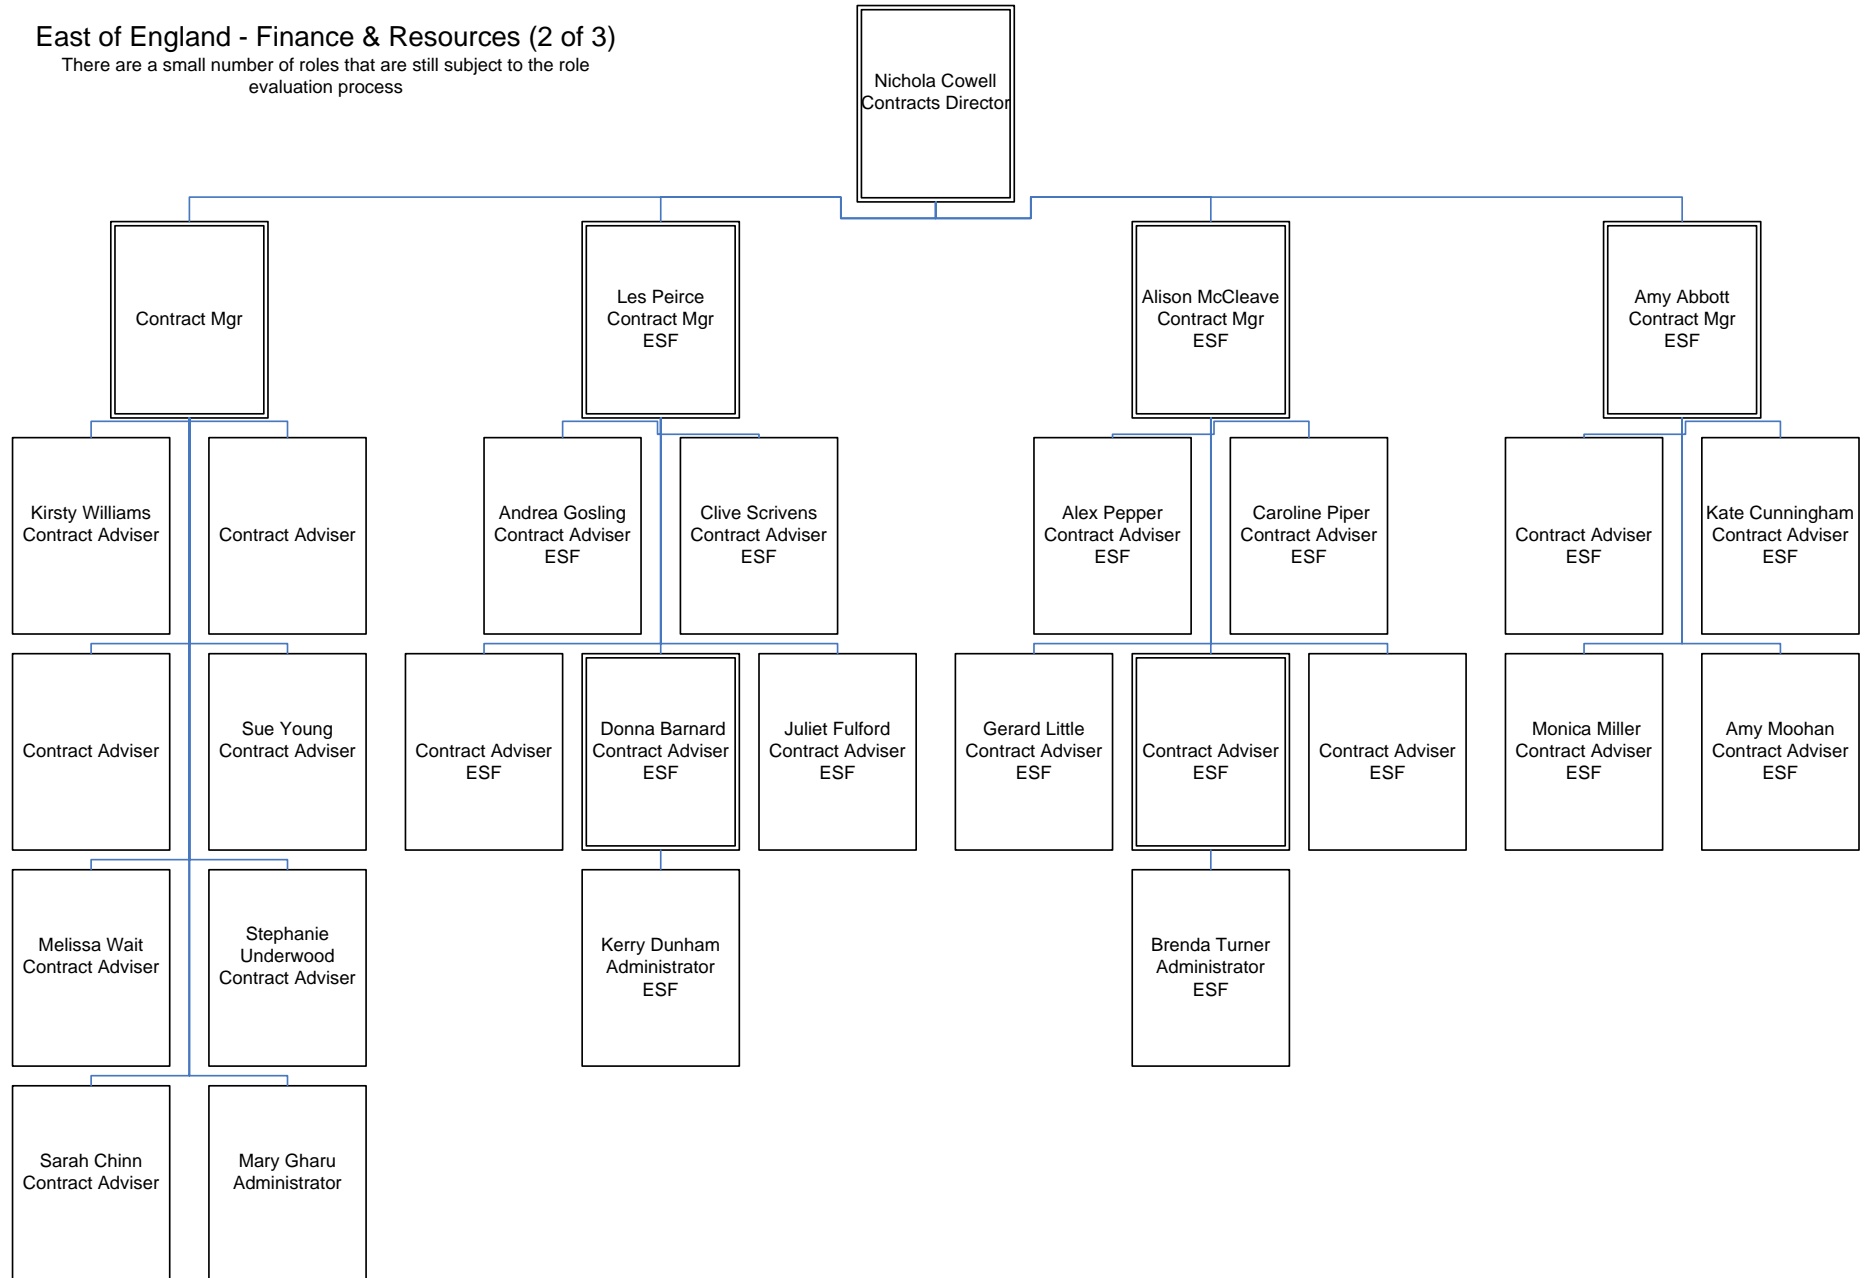 East of England - Finance & Resources (2 of 3)
There are a small number of roles that are still subject to the role
evaluation process
Nichola Cowell
Contracts Director
Contract Mgr
Les Peirce
Contract Mgr
ESF
Alison McCleave
Contract Mgr
ESF
Amy Abbott
Contract Mgr
ESF
Kirsty Williams
Contract Adviser
Contract Adviser
Andrea Gosling
Contract Adviser
ESF
Clive Scrivens
Contract Adviser
ESF
Alex Pepper
Contract Adviser
ESF
Caroline Piper
Contract Adviser
ESF
Contract Adviser
ESF
Kate Cunningham
Contract Adviser
ESF
Contract Adviser
Sue Young
Contract Adviser
Contract Adviser
ESF
Donna Barnard
Contract Adviser
ESF
Juliet Fulford
Contract Adviser
ESF
Gerard Little
Contract Adviser
ESF
Contract Adviser
ESF
Contract Adviser
ESF
Monica Miller
Contract Adviser
ESF
Amy Moohan
Contract Adviser
ESF
Melissa Wait
Contract Adviser
Stephanie
Underwood
Contract Adviser
Kerry Dunham
Administrator
ESF
Brenda Turner
Administrator
ESF
Sarah Chinn
Contract Adviser
Mary Gharu
Administrator